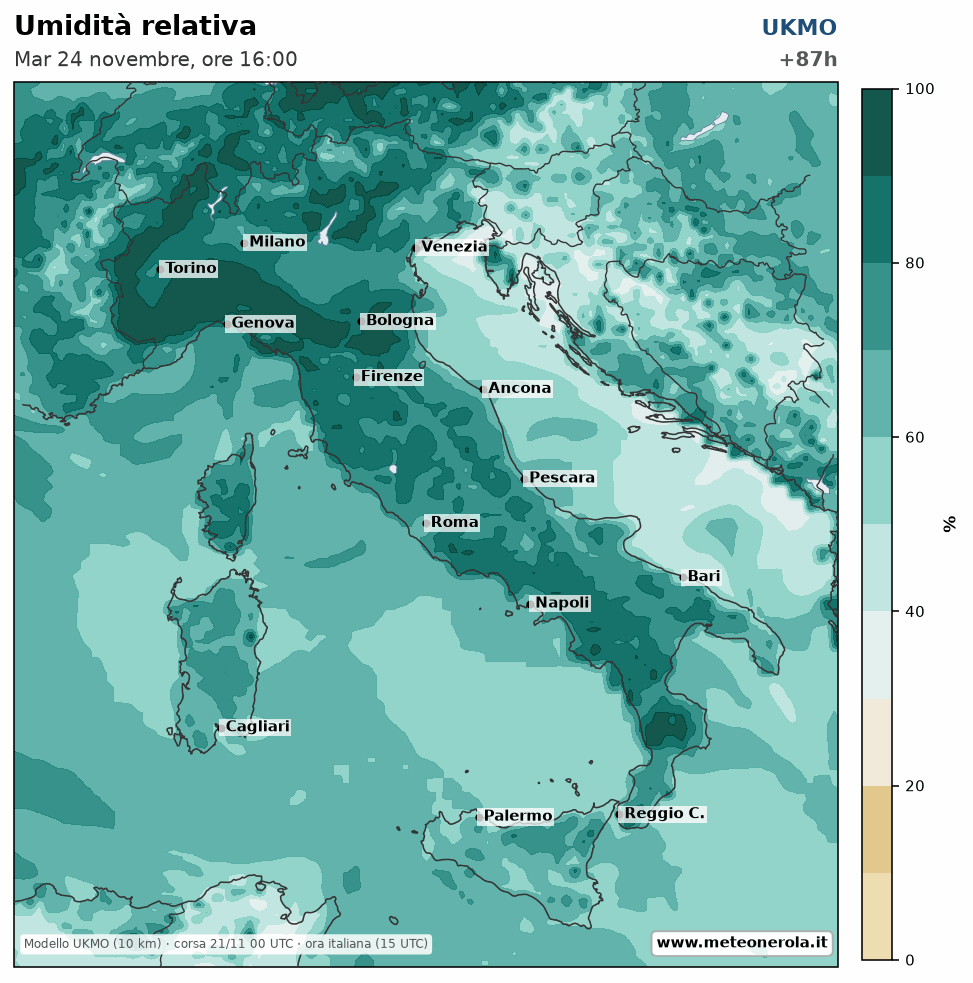 Umidità relativa
UKMO
Mar 24 novembre, ore 16:00
+87h
100
80
60
40
20
0
%
Milano
Venezia
Torino
Genova
Bologna
Firenze
Ancona
Pescara
Roma
Bari
Napoli
Cagliari
Palermo
Reggio C.
Modello UKMO (10 km) · corsa 21/11 00 UTC · ora italiana (15 UTC)
www.meteonerola.it